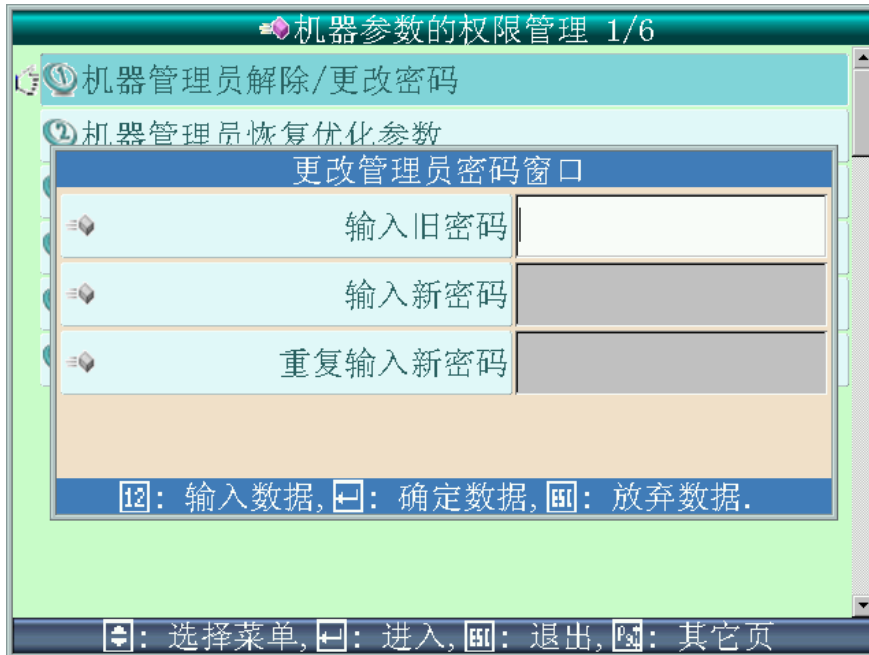 机器参数的权限管理 1/6
①机器管理员解除/更改密码
②机器管理员恢复优化参数
更改管理员密码窗口
输入旧密码
输入新密码
重复输入新密码
12: 输入数据, : 确定数据, ESC: 放弃数据.
: 选择菜单, : 进入, ESC: 退出, Pg: 其它页